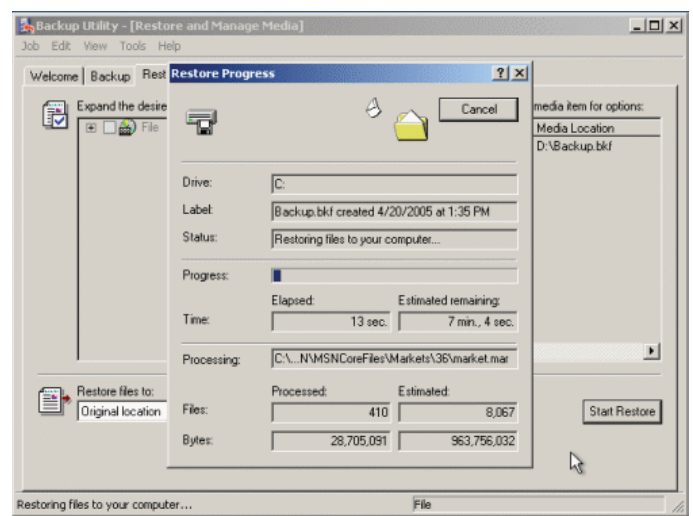 Backup Utility - [Restore and Manage Media]
Job Edit View Tools Help
Welcome Backup Rest
Restore Progress
Expand the desire
media item for options:
File
Media Location
D:\Backup.bkf
Cancel
Drive: C:
Label: Backup.bkf created 4/20/2005 at 1:35 PM
Status: Restoring files to your computer...
Progress:
Elapsed: Estimated remaining:
Time: 13 sec. 7 min., 4 sec.
Processing: C:\...N\MSNCoreFiles\Markets\36\market.mar
Processed: Estimated:
Files: 410 8,067
Bytes: 28,705,091 963,756,032
Restore files to:
Original location
Start Restore
Restoring files to your computer...
File